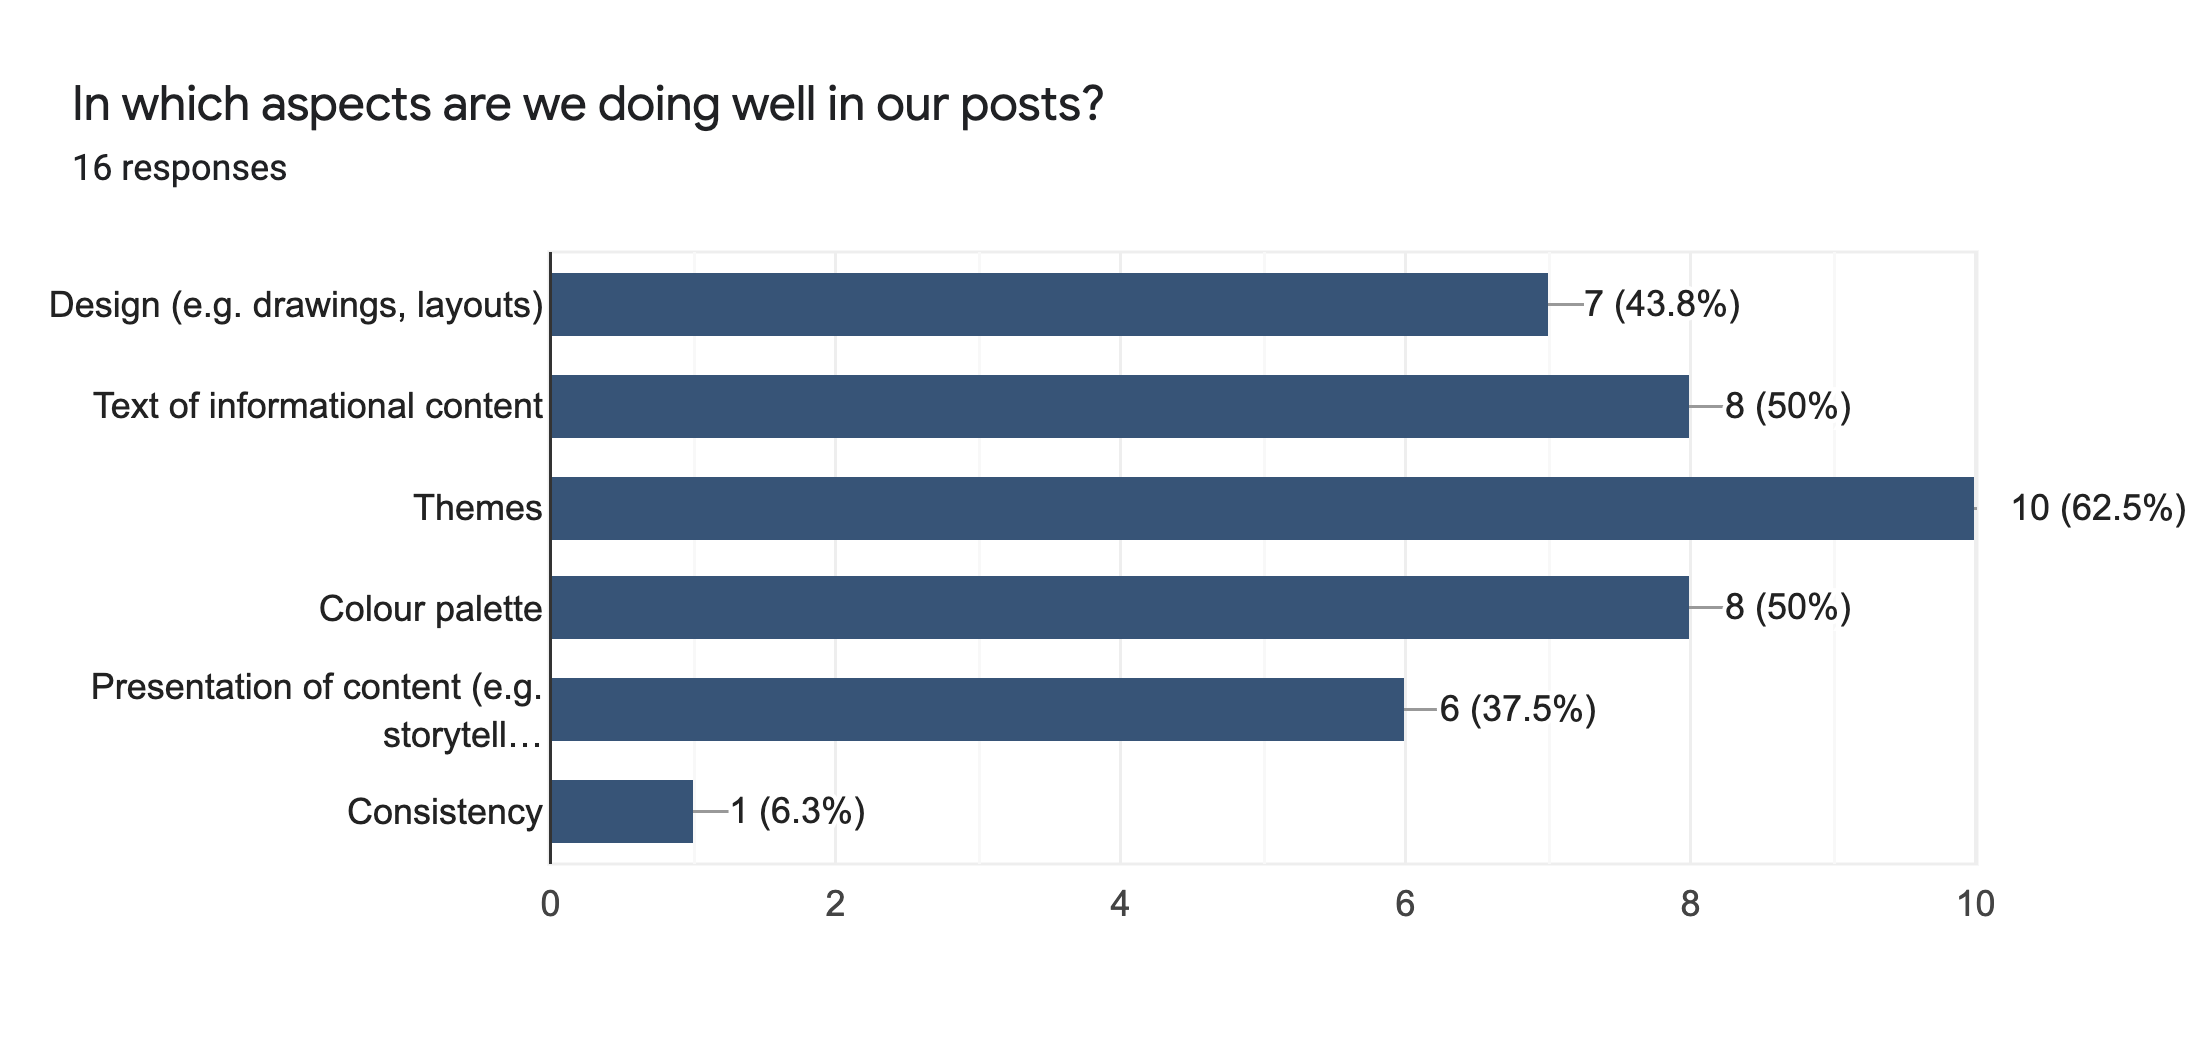 In which aspects are we doing well in our posts?
16 responses
Design (e.g. drawings, layouts)
7 (43.8%)
Text of informational content
8 (50%)
Themes
10 (62.5%)
Colour palette
8 (50%)
Presentation of content (e.g.
storytell…
6 (37.5%)
Consistency
1 (6.3%)
0 2 4 6 8 10